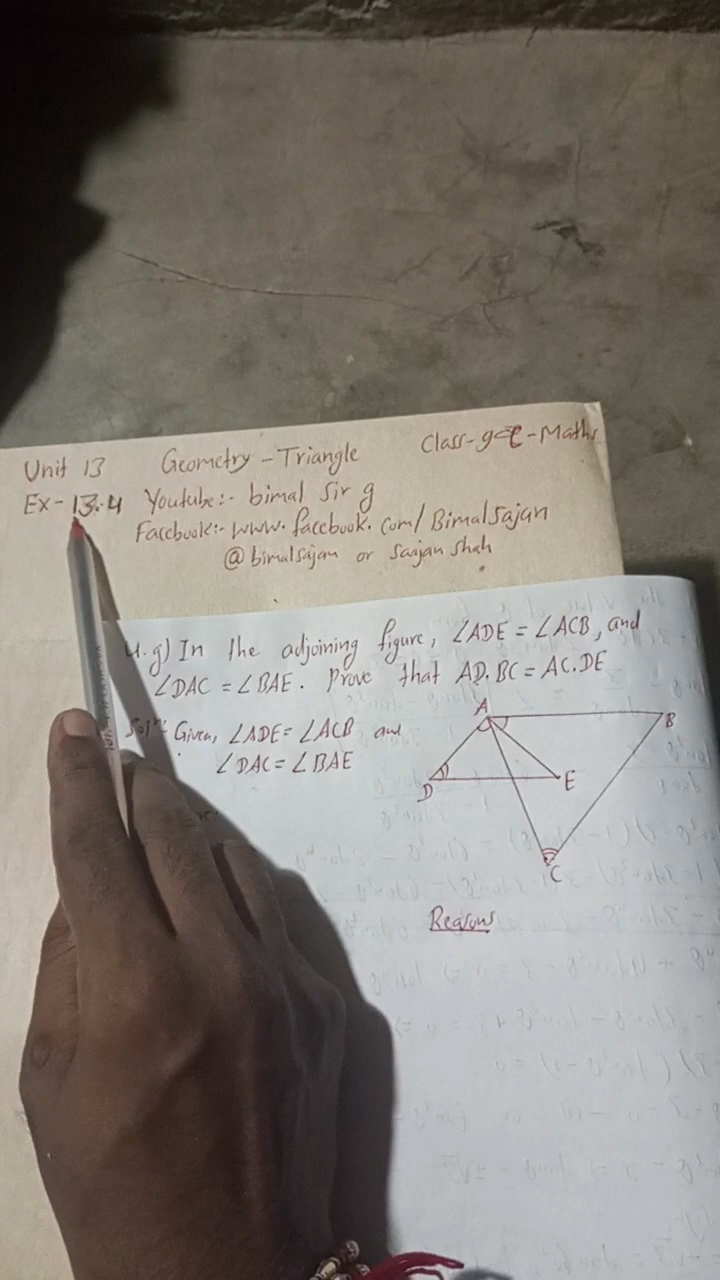 Unit 13 Geometry - Triangle Class-9 - Maths
Ex - 13.4 Youtube:- bimal Sir g
Facebook:- www.facebook.com/Bimalsajan
@bimalsajan or Saajan Shah
4.g) In the adjoining figure, ∠ADE = ∠ACB, and
∠DAC = ∠BAE. Prove that AD.BC = AC.DE
Solⁿ: Given, ∠ADE = ∠ACB and
∠DAC = ∠BAE
A
B
D
E
C
Reasons